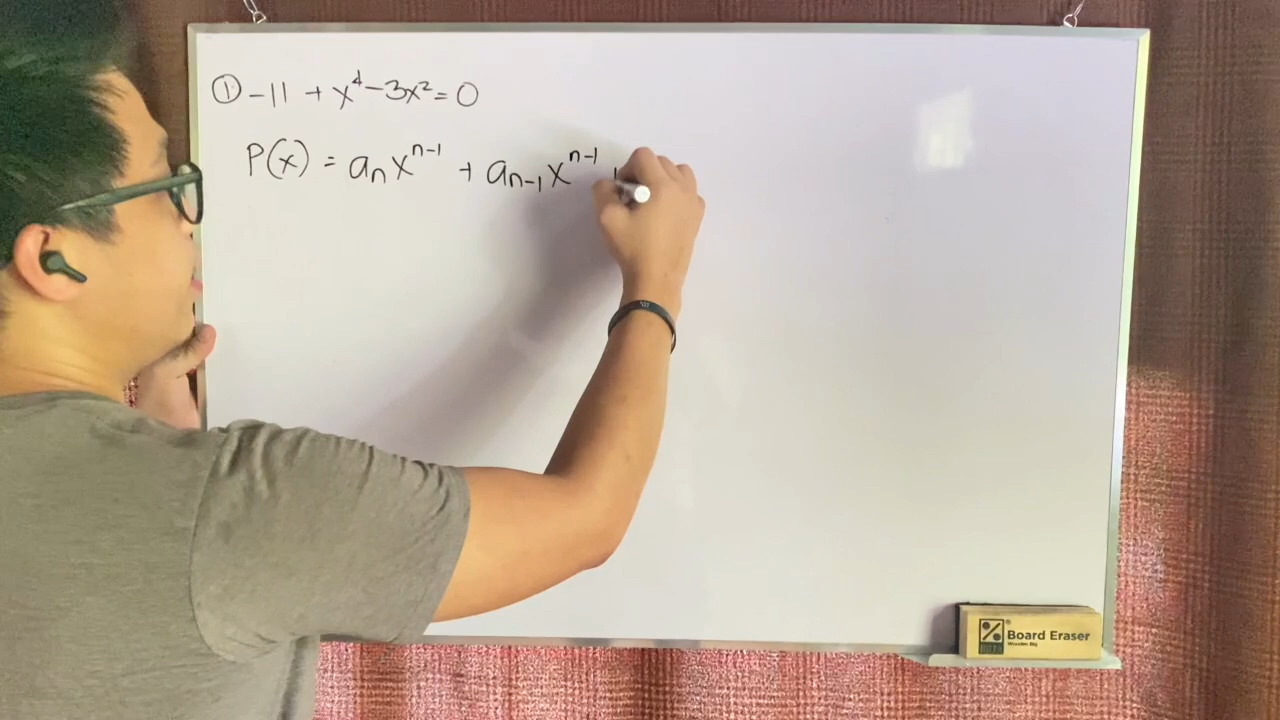 ① -11 + x⁴ - 3x² = 0
P(x) = aₙxⁿ⁻¹ + aₙ₋₁xⁿ⁻¹ +
Board Eraser